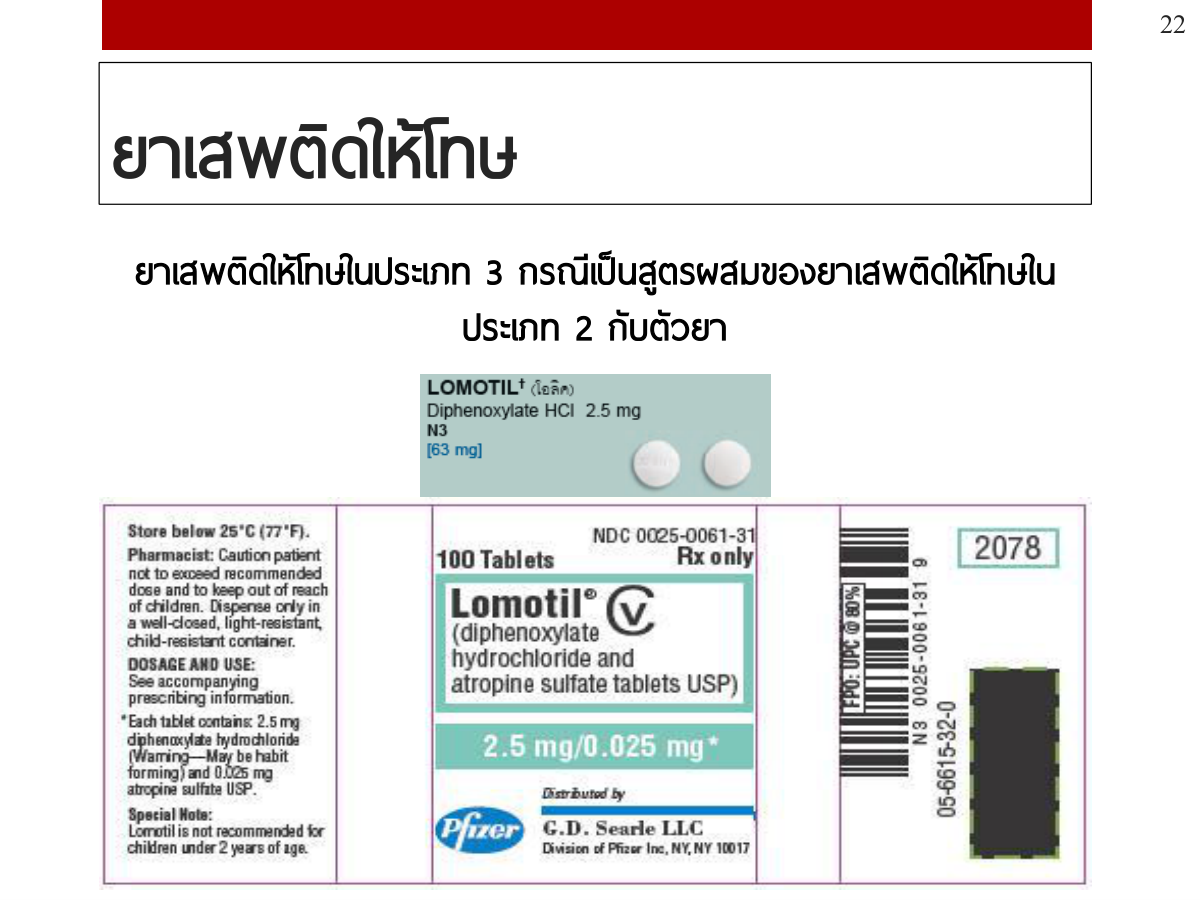 22
ยาเสพติดให้โทษ
ยาเสพติดให้โทษในประเภท 3 กรณีเป็นสูตรผสมของยาเสพติดให้โทษใน
ประเภท 2 กับตัวยา
LOMOTIL† (โอลิค)
Diphenoxylate HCl 2.5 mg
N3
[63 mg]
Store below 25°C (77°F).
Pharmacist: Caution patient
not to exceed recommended
dose and to keep out of reach
of children. Dispense only in
a well-closed, light-resistant,
child-resistant container.
DOSAGE AND USE:
See accompanying
prescribing information.
*Each tablet contains: 2.5 mg
diphenoxylate hydrochloride
(Warning—May be habit
forming) and 0.025 mg
atropine sulfate USP.
Special Note:
Lomotil is not recommended for
children under 2 years of age.
NDC 0025-0061-31
100 Tablets Rx only
Lomotil® CV
(diphenoxylate
hydrochloride and
atropine sulfate tablets USP)
2.5 mg/0.025 mg*
Distributed by
Pfizer
G.D. Searle LLC
Division of Pfizer Inc, NY, NY 10017
FPO: UPC @ 80%
N3 0025-0061-31 9
05-6615-32-0
2078